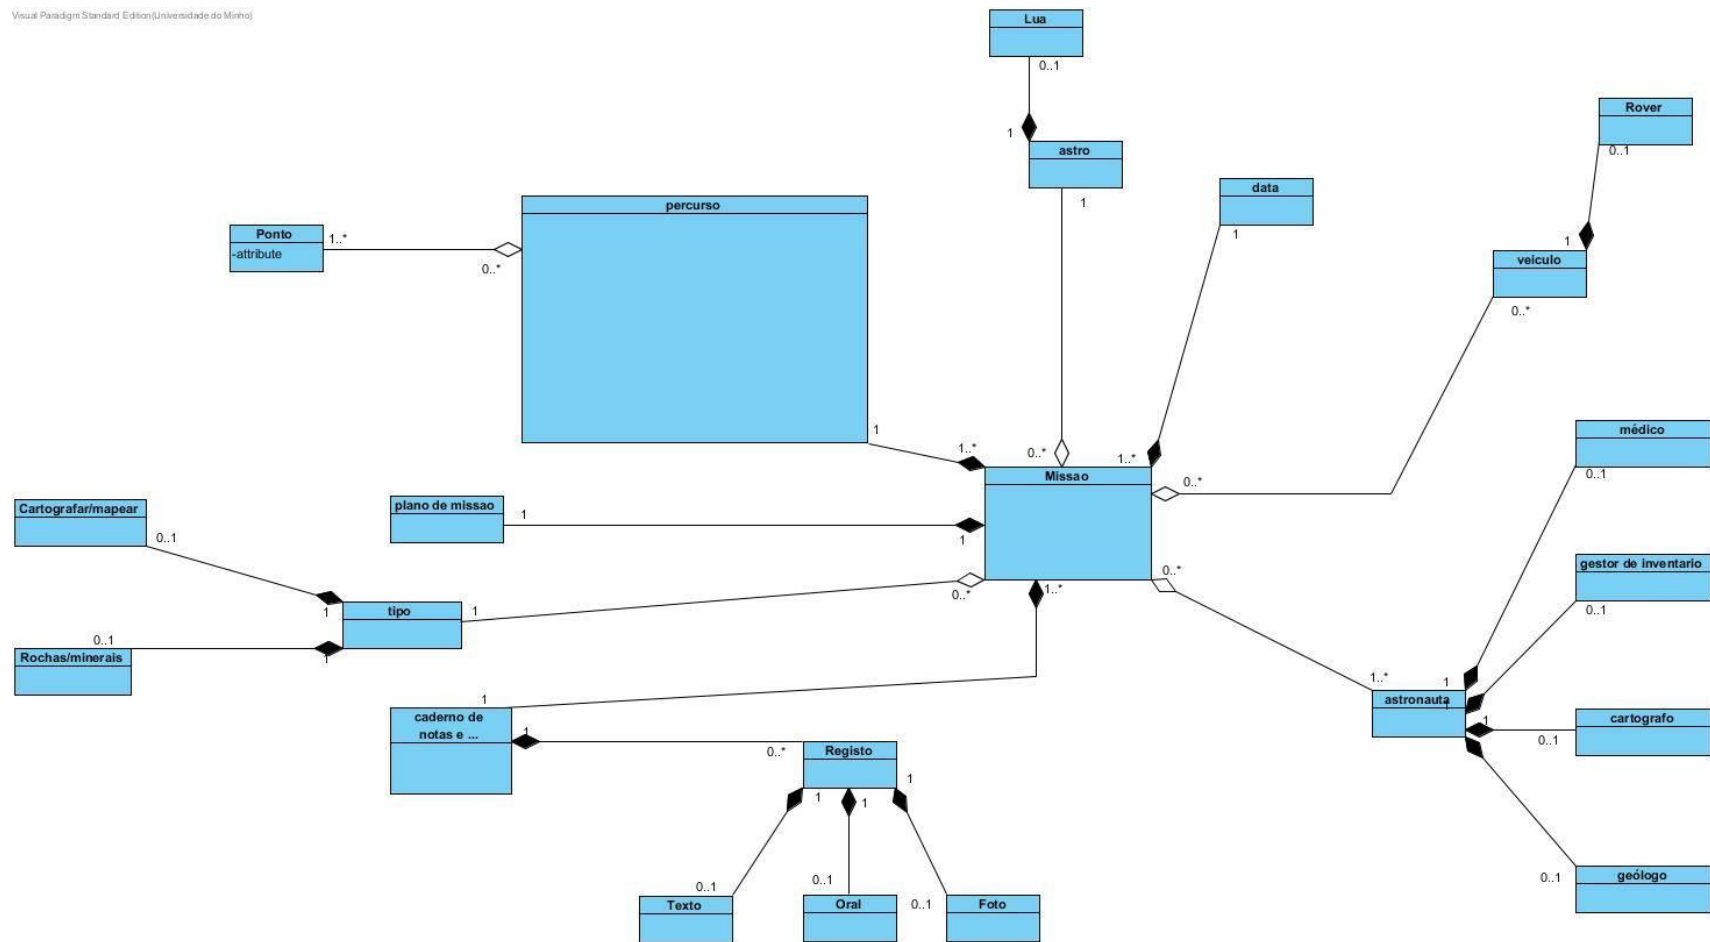 Visual Paradigm Standard Edition(Universidade do Minho)
Lua
0..1
1
astro
1
Rover
0..1
1
veiculo
0..*
data
1
percurso
Ponto
-attribute
1..*
0..*
1
1..*
0..*
1..*
Missao
0..*
médico
0..1
plano de missao
1
1
Cartografar/mapear
0..1
gestor de inventario
0..1
0..*
1..*
0..*
1
tipo
1
0..1
1
Rochas/minerais
1..*
1
astronauta
1
1
cartografo
0..1
1
caderno de
notas e ...
1
0..*
Registo
1
1
1
0..1
geólogo
0..1
Texto
0..1
Oral
0..1
Foto